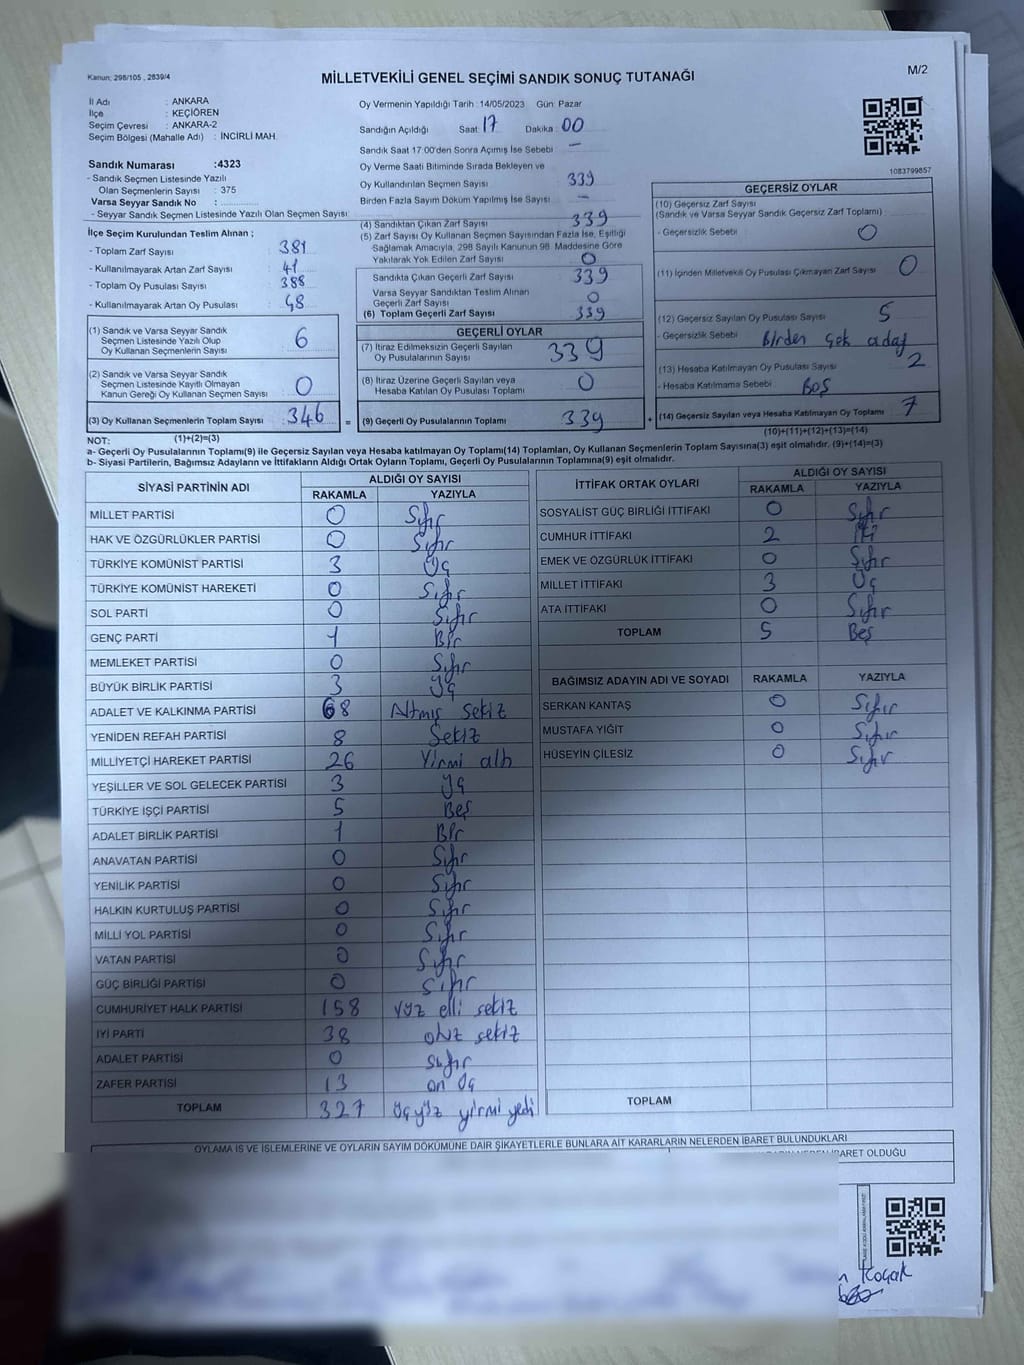 Kanun: 298/105 , 2839/4
MİLLETVEKİLİ GENEL SEÇİMİ SANDIK SONUÇ TUTANAĞI
M/2
İl Adı : ANKARA
İlçe : KEÇİÖREN
Seçim Çevresi : ANKARA-2
Seçim Bölgesi (Mahalle Adı) : İNCİRLİ MAH.
Sandık Numarası :4323
- Sandık Seçmen Listesinde Yazılı
Olan Seçmenlerin Sayısı : 375
Varsa Seyyar Sandık No :
- Seyyar Sandık Seçmen Listesinde Yazılı Olan Seçmen Sayısı:
İlçe Seçim Kurulundan Teslim Alınan ;
- Toplam Zarf Sayısı : 381
- Kullanılmayarak Artan Zarf Sayısı : 41
- Toplam Oy Pusulası Sayısı : 388
- Kullanılmayarak Artan Oy Pusulası : 48
(1) Sandık ve Varsa Seyyar Sandık
Seçmen Listesinde Yazılı Olup
Oy Kullanan Seçmenlerin Sayısı : 6
(2) Sandık ve Varsa Seyyar Sandık
Seçmen Listesinde Kayıtlı Olmayan
Kanun Gereği Oy Kullanan Seçmen Sayısı : 0
(3) Oy Kullanan Seçmenlerin Toplam Sayısı : 346 =
Oy Vermenin Yapıldığı Tarih : 14/05/2023 Gün: Pazar
Sandığın Açıldığı Saat : 17 Dakika : 00
Sandık Saat 17:00'den Sonra Açımış İse Sebebi : -
Oy Verme Saati Bitiminde Sırada Bekleyen ve
Oy Kullandırılan Seçmen Sayısı : 339
Birden Fazla Sayım Döküm Yapılmış İse Sayısı : -
(4) Sandıktan Çıkan Zarf Sayısı : 339
(5) Zarf Sayısı Oy Kullanan Seçmen Sayısından Fazla İse, Eşitliği
Sağlamak Amacıyla, 298 Sayılı Kanunun 98. Maddesine Göre
Yakılarak Yok Edilen Zarf Sayısı : 0
Sandıkta Çıkan Geçerli Zarf Sayısı : 339
Varsa Seyyar Sandıktan Teslim Alınan
Geçerli Zarf Sayısı : 0
(6) Toplam Geçerli Zarf Sayısı : 339
GEÇERLİ OYLAR
(7) İtiraz Edilmeksizin Geçerli Sayılan
Oy Pusulalarının Sayısı : 339
(8) İtiraz Üzerine Geçerli Sayılan veya
Hesaba Katılan Oy Pusulası Toplamı : 0
(9) Geçerli Oy Pusulalarının Toplamı : 339 +
1083799857
GEÇERSİZ OYLAR
(10) Geçersiz Zarf Sayısı
(Sandık ve Varsa Seyyar Sandık Geçersiz Zarf Toplamı) :
- Geçersizlik Sebebi : 0
(11) İçinden Milletvekili Oy Pusulası Çıkmayan Zarf Sayısı : 0
(12) Geçersiz Sayılan Oy Pusulası Sayısı : 5
- Geçersizlik Sebebi : Birden çok aday
(13) Hesaba Katılmayan Oy Pusulası Sayısı : 2
- Hesaba Katılmama Sebebi : Boş
(14) Geçersiz Sayılan veya Hesaba Katılmayan Oy Toplamı : 7
(10)+(11)+(12)+(13)=(14)
NOT: (1)+(2)=(3)
a- Geçerli Oy Pusulalarının Toplamı(9) ile Geçersiz Sayılan veya Hesaba katılmayan Oy Toplamı(14) Toplamları, Oy Kullanan Seçmenlerin Toplam Sayısına(3) eşit olmalıdır. (9)+(14)=(3)
b- Siyasi Partilerin, Bağımsız Adayların ve İttifakların Aldığı Ortak Oyların Toplamı, Geçerli Oy Pusulalarının Toplamına(9) eşit olmalıdır.
SİYASİ PARTİNİN ADI ALDIĞI OY SAYISI
RAKAMLA YAZIYLA
MİLLET PARTİSİ 0 Sıfır
HAK VE ÖZGÜRLÜKLER PARTİSİ 0 Sıfır
TÜRKİYE KOMÜNİST PARTİSİ 3 Üç
TÜRKİYE KOMÜNİST HAREKETİ 0 Sıfır
SOL PARTİ 0 Sıfır
GENÇ PARTİ 1 Bir
MEMLEKET PARTİSİ 0 Sıfır
BÜYÜK BİRLİK PARTİSİ 3 Üç
ADALET VE KALKINMA PARTİSİ 68 Atmış sekiz
YENİDEN REFAH PARTİSİ 8 Sekiz
MİLLİYETÇİ HAREKET PARTİSİ 26 Yirmi altı
YEŞİLLER VE SOL GELECEK PARTİSİ 3 Üç
TÜRKİYE İŞÇİ PARTİSİ 5 Beş
ADALET BİRLİK PARTİSİ 1 Bir
ANAVATAN PARTİSİ 0 Sıfır
YENİLİK PARTİSİ 0 Sıfır
HALKIN KURTULUŞ PARTİSİ 0 Sıfır
MİLLİ YOL PARTİSİ 0 Sıfır
VATAN PARTİSİ 0 Sıfır
GÜÇ BİRLİĞİ PARTİSİ 0 Sıfır
CUMHURİYET HALK PARTİSİ 158 Yüz elli sekiz
İYİ PARTİ 38 otuz sekiz
ADALET PARTİSİ 0 Sıfır
ZAFER PARTİSİ 13 on üç
TOPLAM 327 Üçyüz yirmi yedi
İTTİFAK ORTAK OYLARI ALDIĞI OY SAYISI
RAKAMLA YAZIYLA
SOSYALİST GÜÇ BİRLİĞİ İTTİFAKI 0 Sıfır
CUMHUR İTTİFAKI 2 İki
EMEK VE ÖZGÜRLÜK İTTİFAKI 0 Sıfır
MİLLET İTTİFAKI 3 Üç
ATA İTTİFAKI 0 Sıfır
TOPLAM 5 Beş
BAĞIMSIZ ADAYIN ADI VE SOYADI RAKAMLA YAZIYLA
SERKAN KANTAŞ 0 Sıfır
MUSTAFA YİĞİT 0 Sıfır
HÜSEYİN ÇİLESİZ 0 Sıfır
TOPLAM
OYLAMA İŞ VE İŞLEMLERİNE VE OYLARIN SAYIM DÖKÜMÜNE DAİR ŞİKAYETLERLE BUNLARA AİT KARARLARIN NELERDEN İBARET BULUNDUKLARI
İBARET OLDUĞU
Koçak